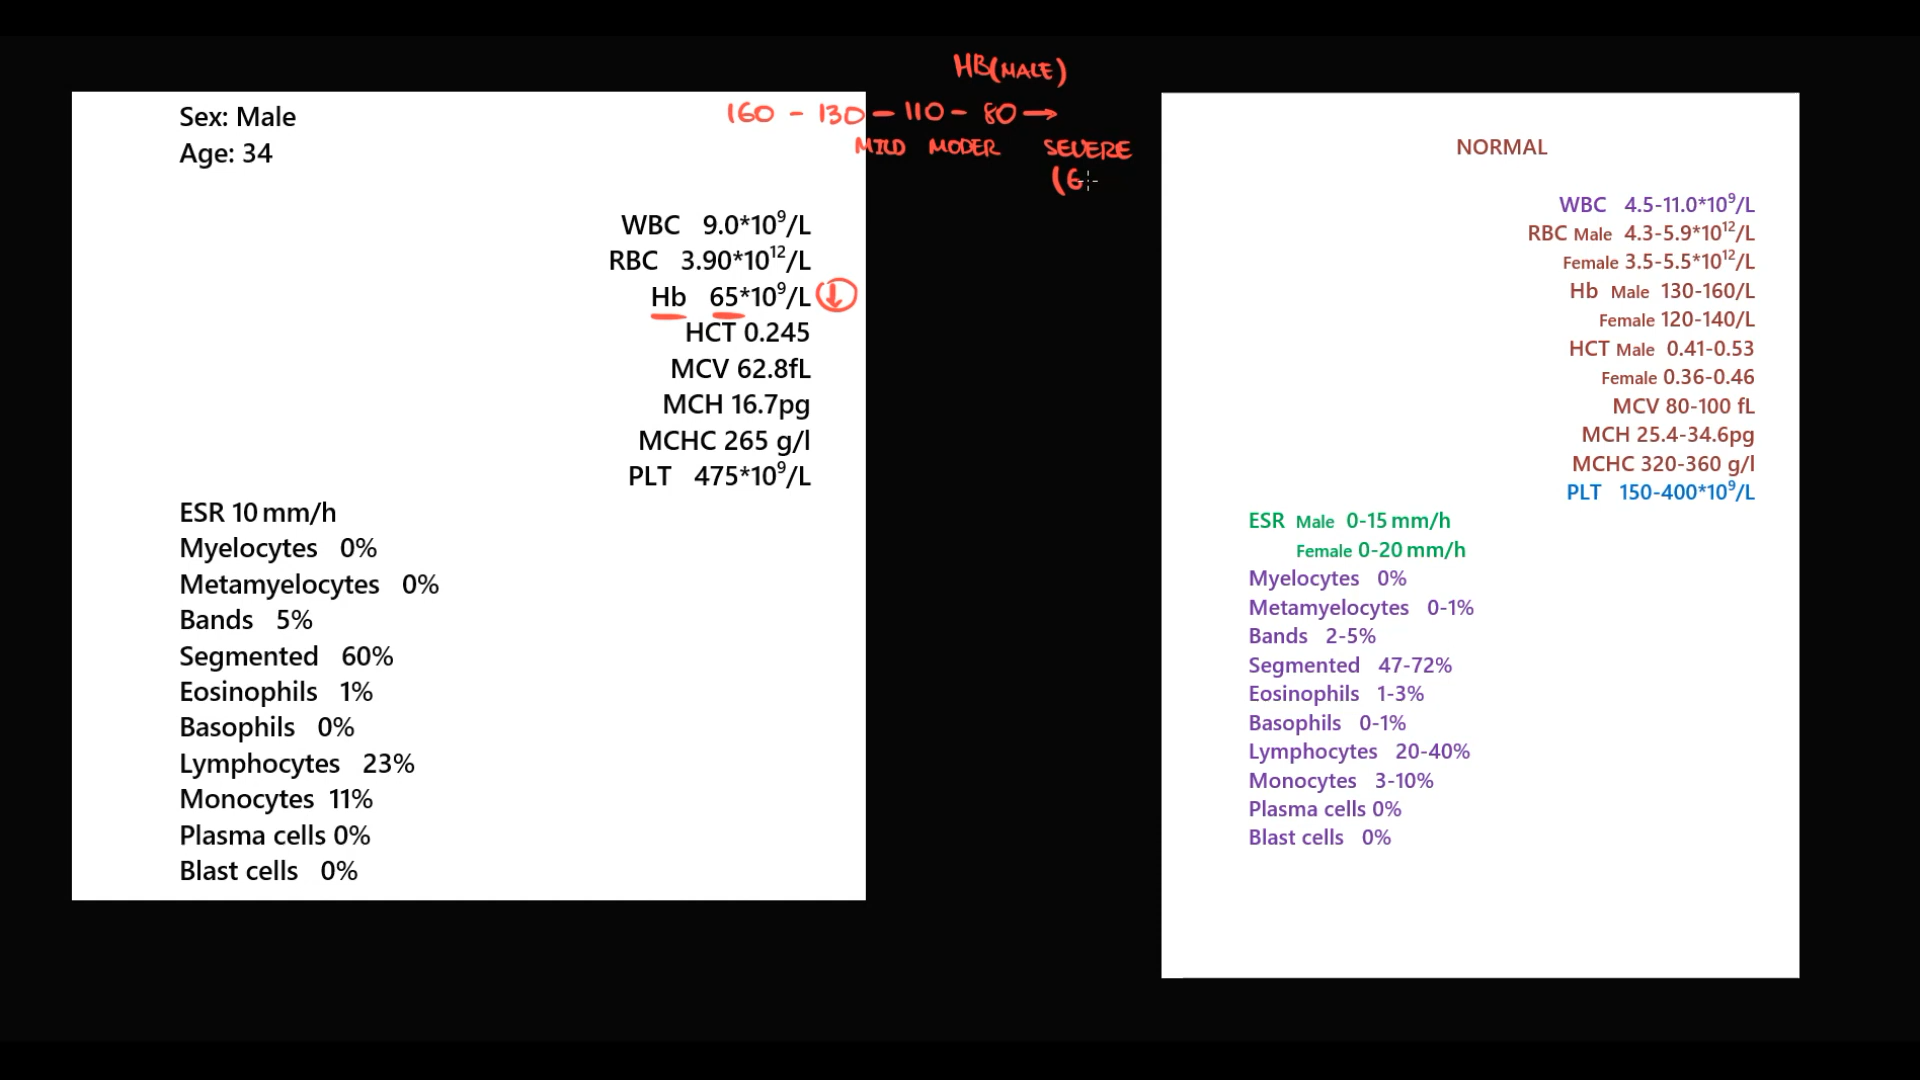 HB(MALE)
160 - 130 - 110 - 80 →
MILD MODER SEVERE
(6
Sex: Male
Age: 34
WBC 9.0*10⁹/L
RBC 3.90*10¹²/L
Hb 65*10⁹/L ↓
HCT 0.245
MCV 62.8fL
MCH 16.7pg
MCHC 265 g/l
PLT 475*10⁹/L
ESR 10 mm/h
Myelocytes 0%
Metamyelocytes 0%
Bands 5%
Segmented 60%
Eosinophils 1%
Basophils 0%
Lymphocytes 23%
Monocytes 11%
Plasma cells 0%
Blast cells 0%
NORMAL
WBC 4.5-11.0*10⁹/L
RBC Male 4.3-5.9*10¹²/L
Female 3.5-5.5*10¹²/L
Hb Male 130-160/L
Female 120-140/L
HCT Male 0.41-0.53
Female 0.36-0.46
MCV 80-100 fL
MCH 25.4-34.6pg
MCHC 320-360 g/l
PLT 150-400*10⁹/L
ESR Male 0-15 mm/h
Female 0-20 mm/h
Myelocytes 0%
Metamyelocytes 0-1%
Bands 2-5%
Segmented 47-72%
Eosinophils 1-3%
Basophils 0-1%
Lymphocytes 20-40%
Monocytes 3-10%
Plasma cells 0%
Blast cells 0%